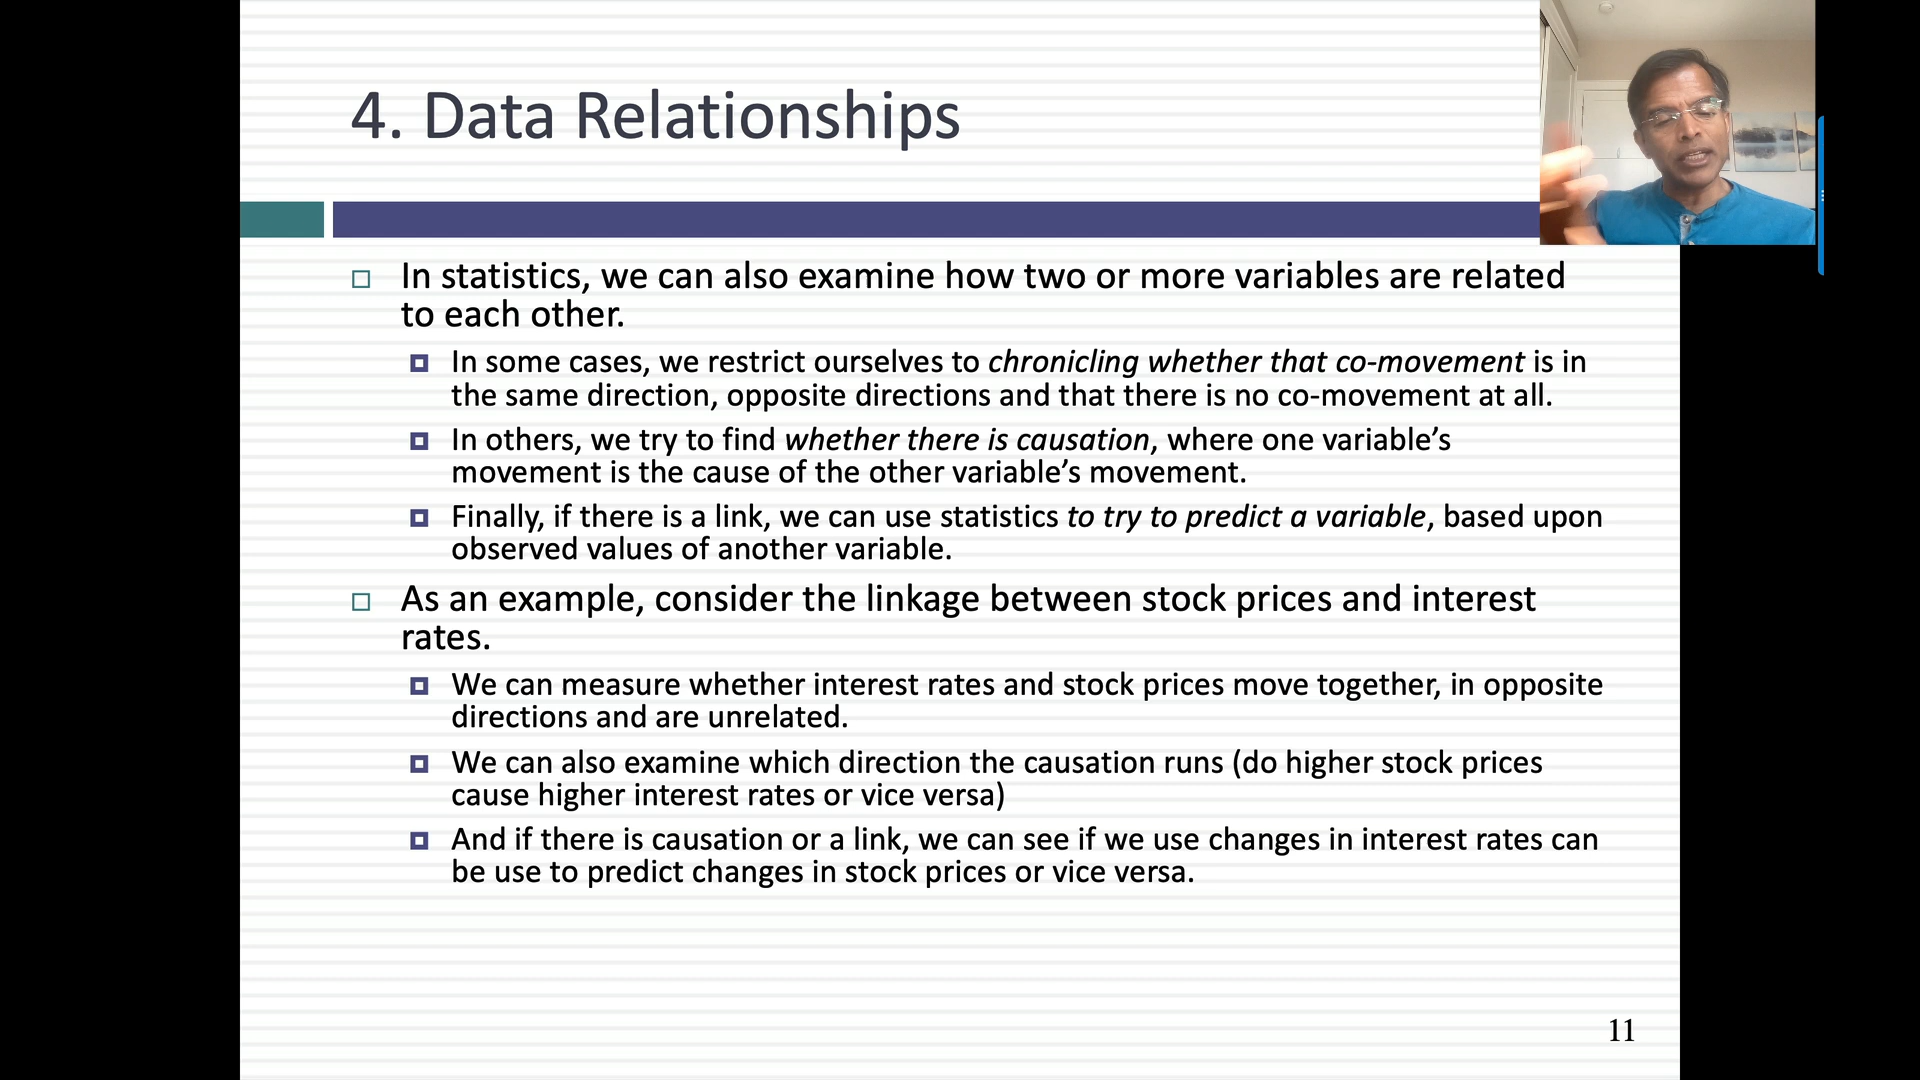 4. Data Relationships
In statistics, we can also examine how two or more variables are related
to each other.
In some cases, we restrict ourselves to chronicling whether that co-movement is in
the same direction, opposite directions and that there is no co-movement at all.
In others, we try to find whether there is causation, where one variable’s
movement is the cause of the other variable’s movement.
Finally, if there is a link, we can use statistics to try to predict a variable, based upon
observed values of another variable.
As an example, consider the linkage between stock prices and interest
rates.
We can measure whether interest rates and stock prices move together, in opposite
directions and are unrelated.
We can also examine which direction the causation runs (do higher stock prices
cause higher interest rates or vice versa)
And if there is causation or a link, we can see if we use changes in interest rates can
be use to predict changes in stock prices or vice versa.
11